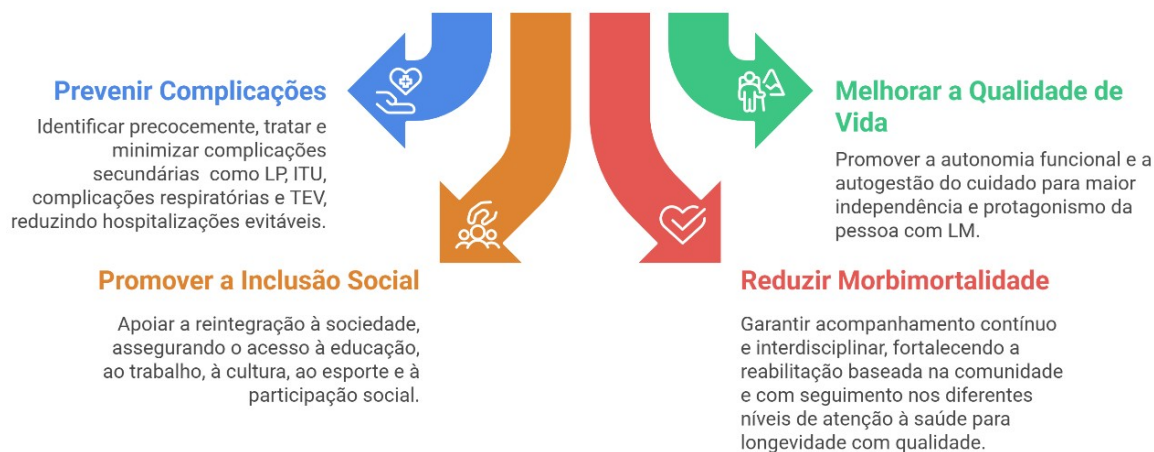 Prevenir Complicações
Identificar precocemente, tratar e
minimizar complicações
secundárias como LP, ITU,
complicações respiratórias e TEV,
reduzindo hospitalizações evitáveis.
Promover a Inclusão Social
Apoiar a reintegração à sociedade,
assegurando o acesso à educação,
ao trabalho, à cultura, ao esporte e à
participação social.
Melhorar a Qualidade de
Vida
Promover a autonomia funcional e a
autogestão do cuidado para maior
independência e protagonismo da
pessoa com LM.
Reduzir Morbimortalidade
Garantir acompanhamento contínuo
e interdisciplinar, fortalecendo a
reabilitação baseada na comunidade
e com seguimento nos diferentes
níveis de atenção à saúde para
longevidade com qualidade.